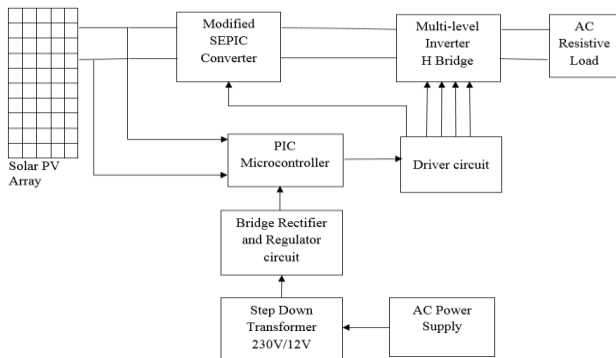 Modified
SEPIC
Converter
Multi-level
Inverter
H Bridge
AC
Resistive
Load
Solar PV
Array
PIC
Microcontroller
Driver circuit
Bridge Rectifier
and Regulator
circuit
Step Down
Transformer
230V/12V
AC Power
Supply